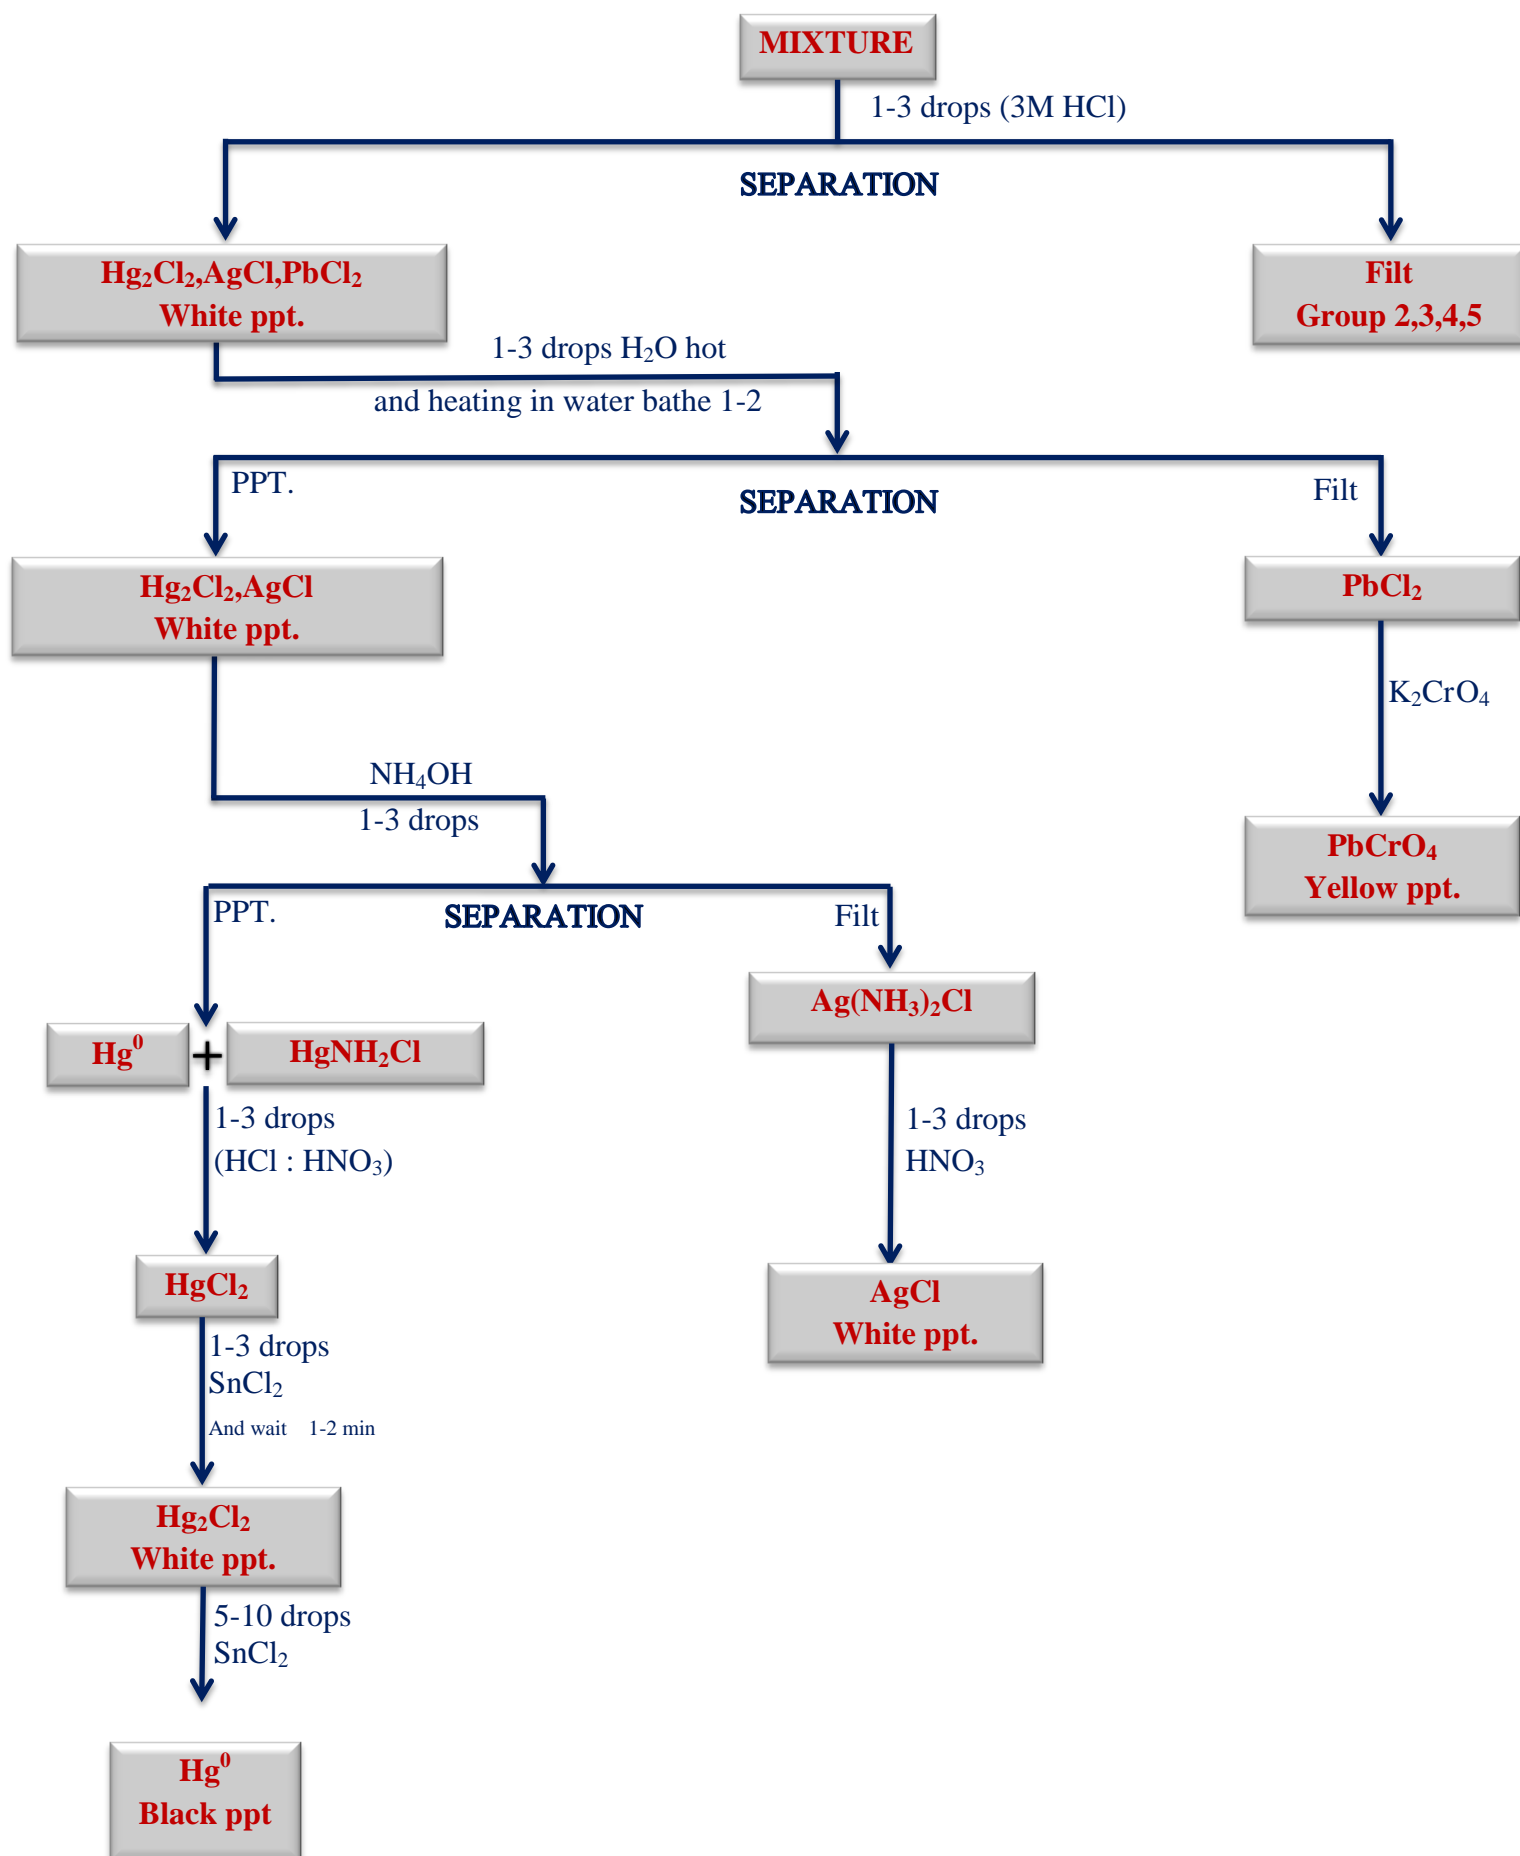 MIXTURE
1-3 drops (3M HCl)
SEPARATION
Hg₂Cl₂,AgCl,PbCl₂
White ppt.
Filt
Group 2,3,4,5
1-3 drops H₂O hot
and heating in water bathe 1-2
PPT.
SEPARATION
Filt
Hg₂Cl₂,AgCl
White ppt.
PbCl₂
K₂CrO₄
NH₄OH
1-3 drops
PbCrO₄
Yellow ppt.
PPT.
SEPARATION
Filt
Ag(NH₃)₂Cl
Hg⁰
+
HgNH₂Cl
1-3 drops
(HCl : HNO₃)
1-3 drops
HNO₃
HgCl₂
AgCl
White ppt.
1-3 drops
SnCl₂
And wait 1-2 min
Hg₂Cl₂
White ppt.
5-10 drops
SnCl₂
Hg⁰
Black ppt